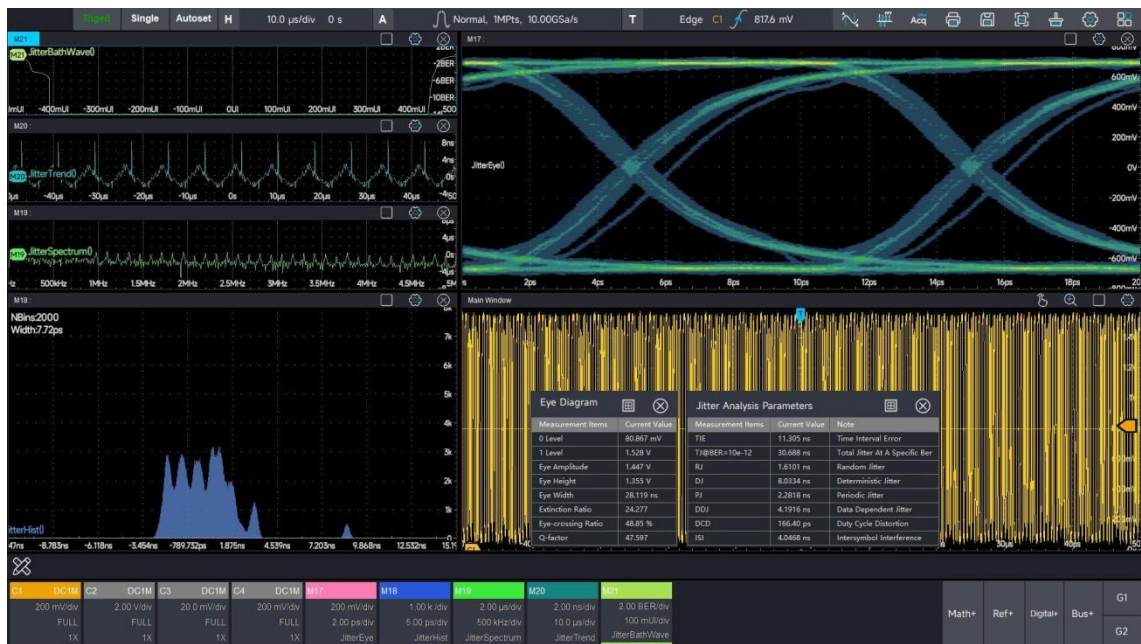 Triged Single Autoset H 10.0 μs/div 0 s A Normal, 1MPts, 10.00GSa/s T Edge C1 817.6 mV Acq
M21 :
M21 JitterBathWave()
-2BER
-6BER
-10BER
-400mUI -300mUI -200mUI -100mUI 0UI 100mUI 200mUI 300mUI 400mUI 500
M20 :
8ns
4ns
M20 JitterTrend()
0s
-40μs -30μs -20μs -10μs 0s 10μs 20μs 30μs 40μs
M19 :
4μs
M19 JitterSpectrum()
0s
-4μs
500kHz 1MHz 1.5MHz 2MHz 2.5MHz 3MHz 3.5MHz 4MHz 4.5MHz
M18 :
NBins:2000
Width:7.72ps
7k
6k
5k
4k
3k
2k
1k
JitterHist()
-8.783ns -6.118ns -3.454ns -789.732ps 1.875ns 4.539ns 7.203ns 9.868ns 12.532ns
M17 :
600mV
400mV
200mV
JitterEye()
0V
-200mV
-400mV
-600mV
2ps 4ps 6ps 8ps 10ps 12ps 14ps 16ps 18ps 20
Main Window
T
Eye Diagram
Measurement Items Current Value
0 Level 80.867 mV
1 Level 1.528 V
Eye Amplitude 1.447 V
Eye Height 1.355 V
Eye Width 28.119 ns
Extinction Ratio 24.277
Eye-crossing Ratio 48.85 %
Q-factor 47.597
Jitter Analysis Parameters
Measurement Items Current Value Note
TIE 11.305 ns Time Interval Error
TJ@BER=10e-12 30.688 ns Total Jitter At A Specific Ber
RJ 1.6101 ns Random Jitter
DJ 8.0334 ns Deterministic Jitter
PJ 2.2818 ns Periodic Jitter
DDJ 4.1916 ns Data Dependent Jitter
DCD 166.40 ps Duty Cycle Distortion
ISI 4.0468 ns Intersymbol Interference
30μs 40μs
C1 DC1M C2 DC1M C3 DC1M C4 DC1M M17 M18 M19 M20 M21
200 mV/div 2.00 V/div 20.0 mV/div 200 mV/div 200 mV/div 1.00 k /div 2.00 μs/div 2.00 ns/div 2.00 BER/div
FULL FULL FULL FULL 2.00 ps/div 5.00 ps/div 500 kHz/div 10.0 μs/div 100 mUI/div
1X 1X 1X 1X JitterEye JitterHist JitterSpectrum JitterTrend JitterBathWave
Math+ Ref+ Digital+ Bus+
G1
G2